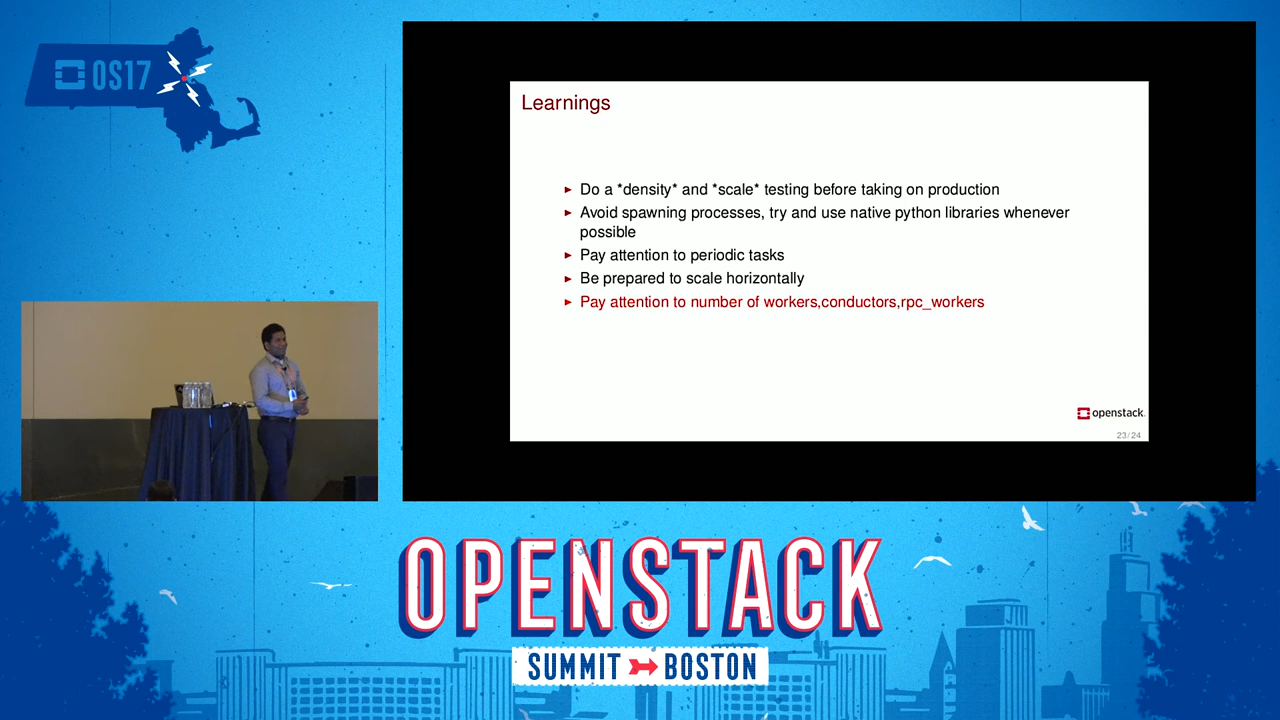 OS17
Learnings
Do a *density* and *scale* testing before taking on production
Avoid spawning processes, try and use native python libraries whenever
possible
Pay attention to periodic tasks
Be prepared to scale horizontally
Pay attention to number of workers,conductors,rpc_workers
openstack.
23/24
OPENSTACK
SUMMIT BOSTON